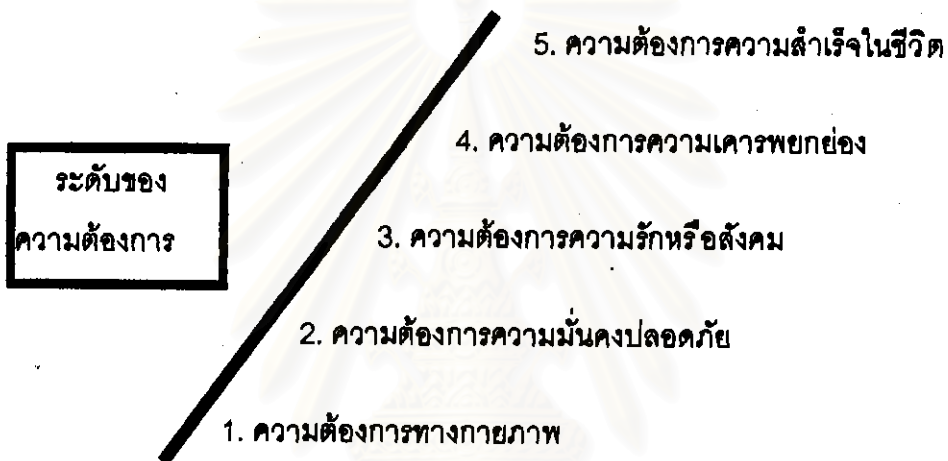 5. ความต้องการความสำเร็จในชีวิต
4. ความต้องการความเคารพยกย่อง
ระดับของ
ความต้องการ
3. ความต้องการความรักหรือสังคม
2. ความต้องการความมั่นคงปลอดภัย
1. ความต้องการทางกายภาพ